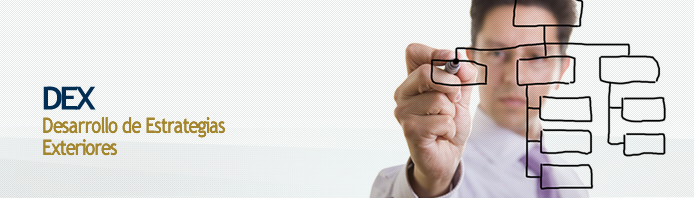 DEX
Desarrollo de Estrategias
Exteriores